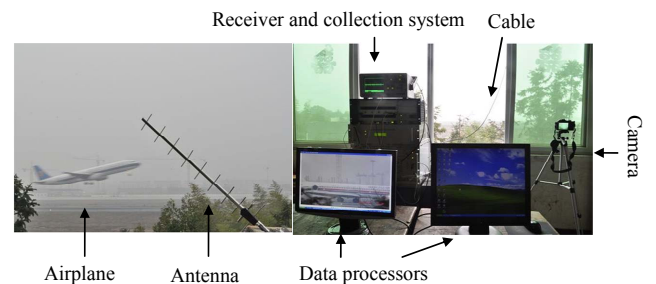 Receiver and collection system
Cable
Camera
Airplane
Antenna
Data processors